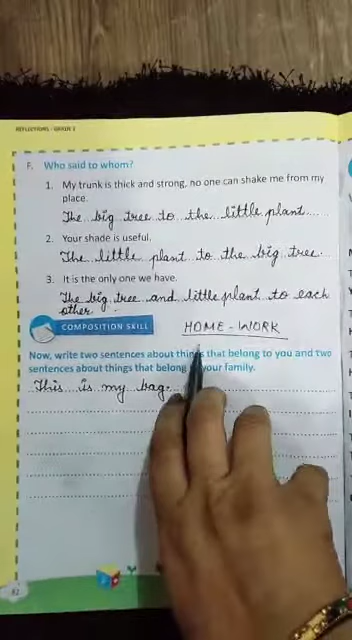 REFLECTIONS - GRADE 2
F. Who said to whom?
1. My trunk is thick and strong, no one can shake me from my
place.
The big tree to the little plant
2. Your shade is useful.
The little plant to the big tree.
3. It is the only one we have.
The big tree and little plant to each
other.
COMPOSITION SKILL
HOME-WORK
Now, write two sentences about things that belong to you and two
sentences about things that belong your family.
This is my bag.